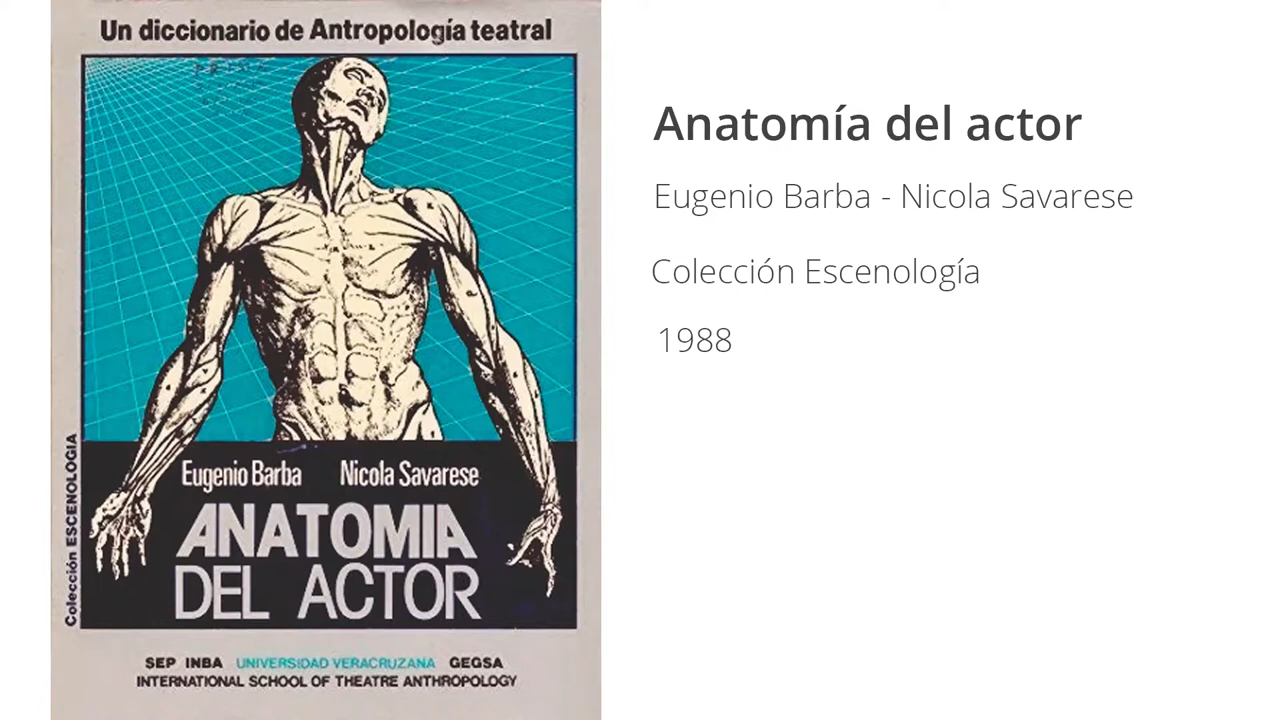 Un diccionario de Antropología teatral
Colección ESCENOLOGIA
Eugenio Barba Nicola Savarese
ANATOMIA
DEL ACTOR
SEP INBA UNIVERSIDAD VERACRUZANA GEGSA
INTERNATIONAL SCHOOL OF THEATRE ANTHROPOLOGY
Anatomía del actor
Eugenio Barba - Nicola Savarese
Colección Escenología
1988